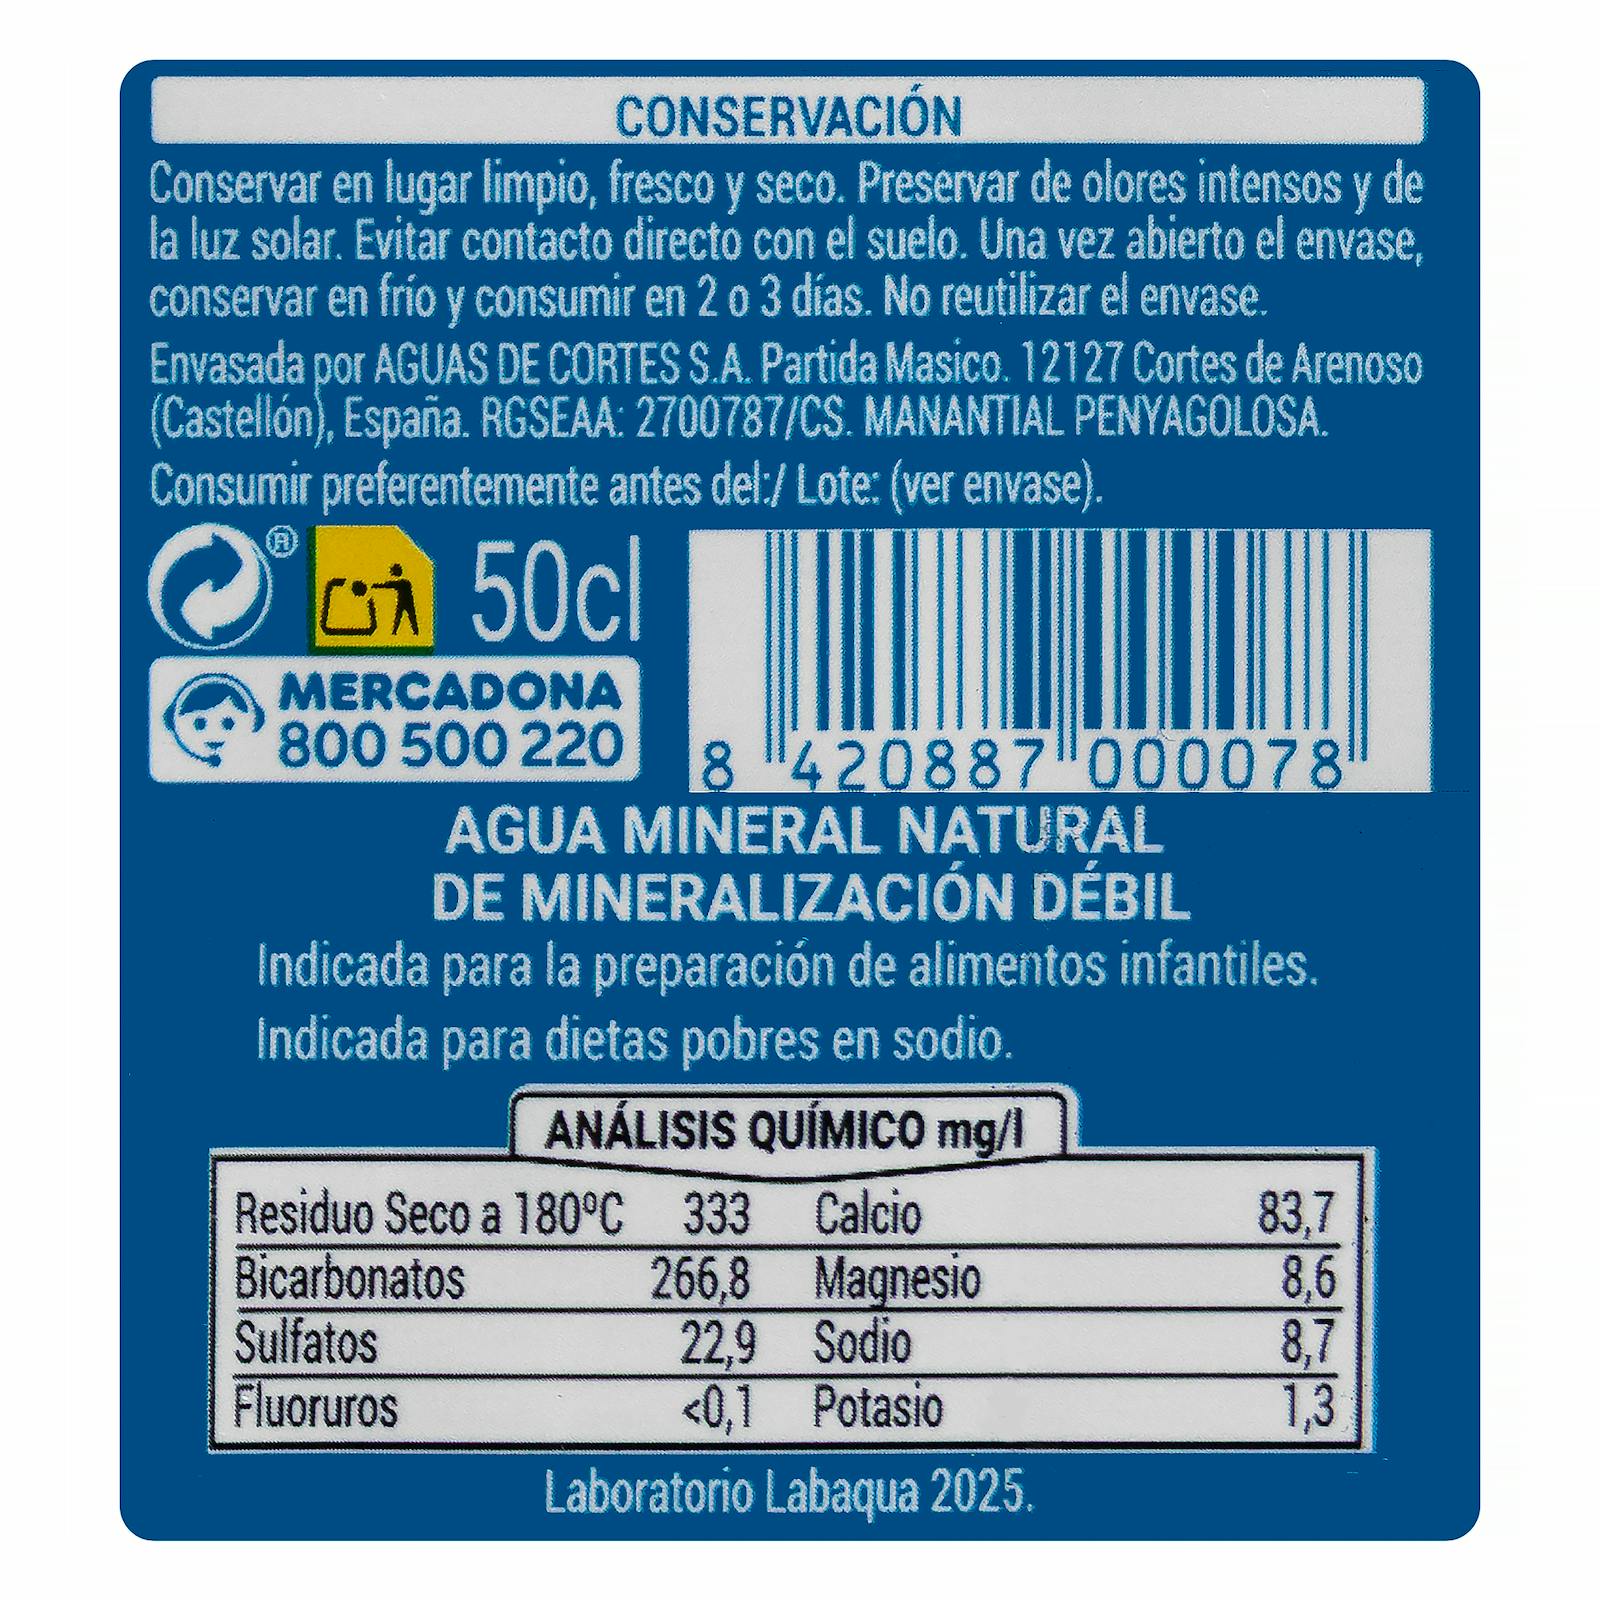 CONSERVACIÓN
Conservar en lugar limpio, fresco y seco. Preservar de olores intensos y de
la luz solar. Evitar contacto directo con el suelo. Una vez abierto el envase,
conservar en frío y consumir en 2 o 3 días. No reutilizar el envase.
Envasada por AGUAS DE CORTES S.A. Partida Masico. 12127 Cortes de Arenoso
(Castellón), España. RGSEAA: 2700787/CS. MANANTIAL PENYAGOLOSA.
Consumir preferentemente antes del:/ Lote: (ver envase).
® 50cl
MERCADONA
800 500 220
8 420887 000078
AGUA MINERAL NATURAL
DE MINERALIZACIÓN DÉBIL
Indicada para la preparación de alimentos infantiles.
Indicada para dietas pobres en sodio.
ANÁLISIS QUÍMICO mg/l
Residuo Seco a 180ºC 333 Calcio 83,7
Bicarbonatos 266,8 Magnesio 8,6
Sulfatos 22,9 Sodio 8,7
Fluoruros <0,1 Potasio 1,3
Laboratorio Labaqua 2025.